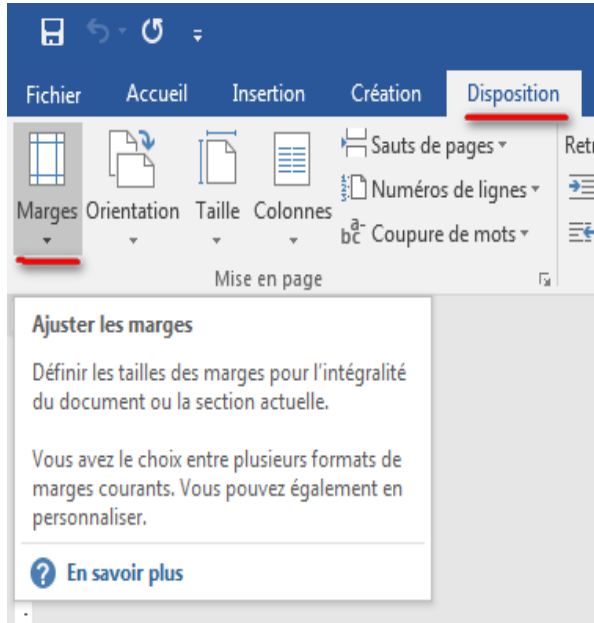 Fichier Accueil Insertion Création Disposition
Sauts de pages
Numéros de lignes
Marges Orientation Taille Colonnes
Coupure de mots
Mise en page
Ajuster les marges
Définir les tailles des marges pour l'intégralité
du document ou la section actuelle.
Vous avez le choix entre plusieurs formats de
marges courants. Vous pouvez également en
personnaliser.
En savoir plus